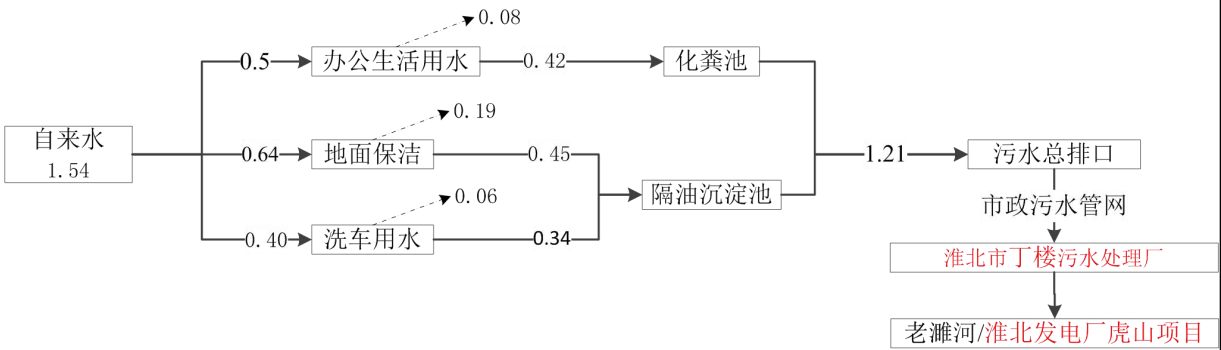 0.08
0.5
办公生活用水
0.42
化粪池
0.19
自来水
1.54
0.64
地面保洁
0.45
1.21
污水总排口
0.06
隔油沉淀池
0.40
洗车用水
0.34
市政污水管网
淮北市丁楼污水处理厂
老濉河/淮北发电厂虎山项目